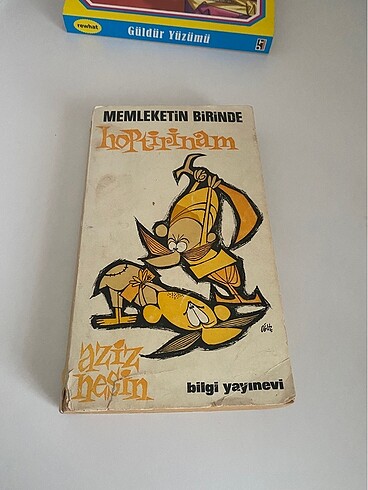 rewhat
Güldür Yüzümü
MEMLEKETİN BİRİNDE
hoptirinam
aziz
nesin
bilgi yayınevi